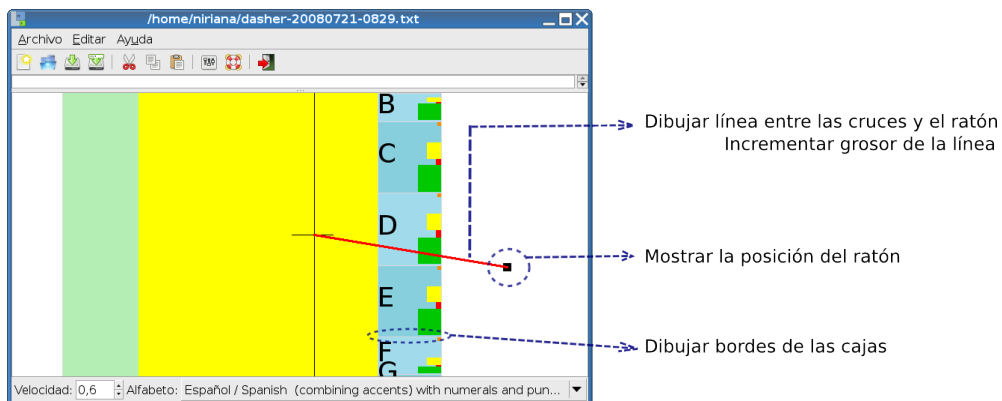 /home/niriana/dasher-20080721-0829.txt
Archivo Editar Ayuda
B
C
D
E
F
G
Velocidad: 0,6 Alfabeto: Español / Spanish (combining accents) with numerals and pun...
Dibujar línea entre las cruces y el ratón
Incrementar grosor de la línea
Mostrar la posición del ratón
Dibujar bordes de las cajas